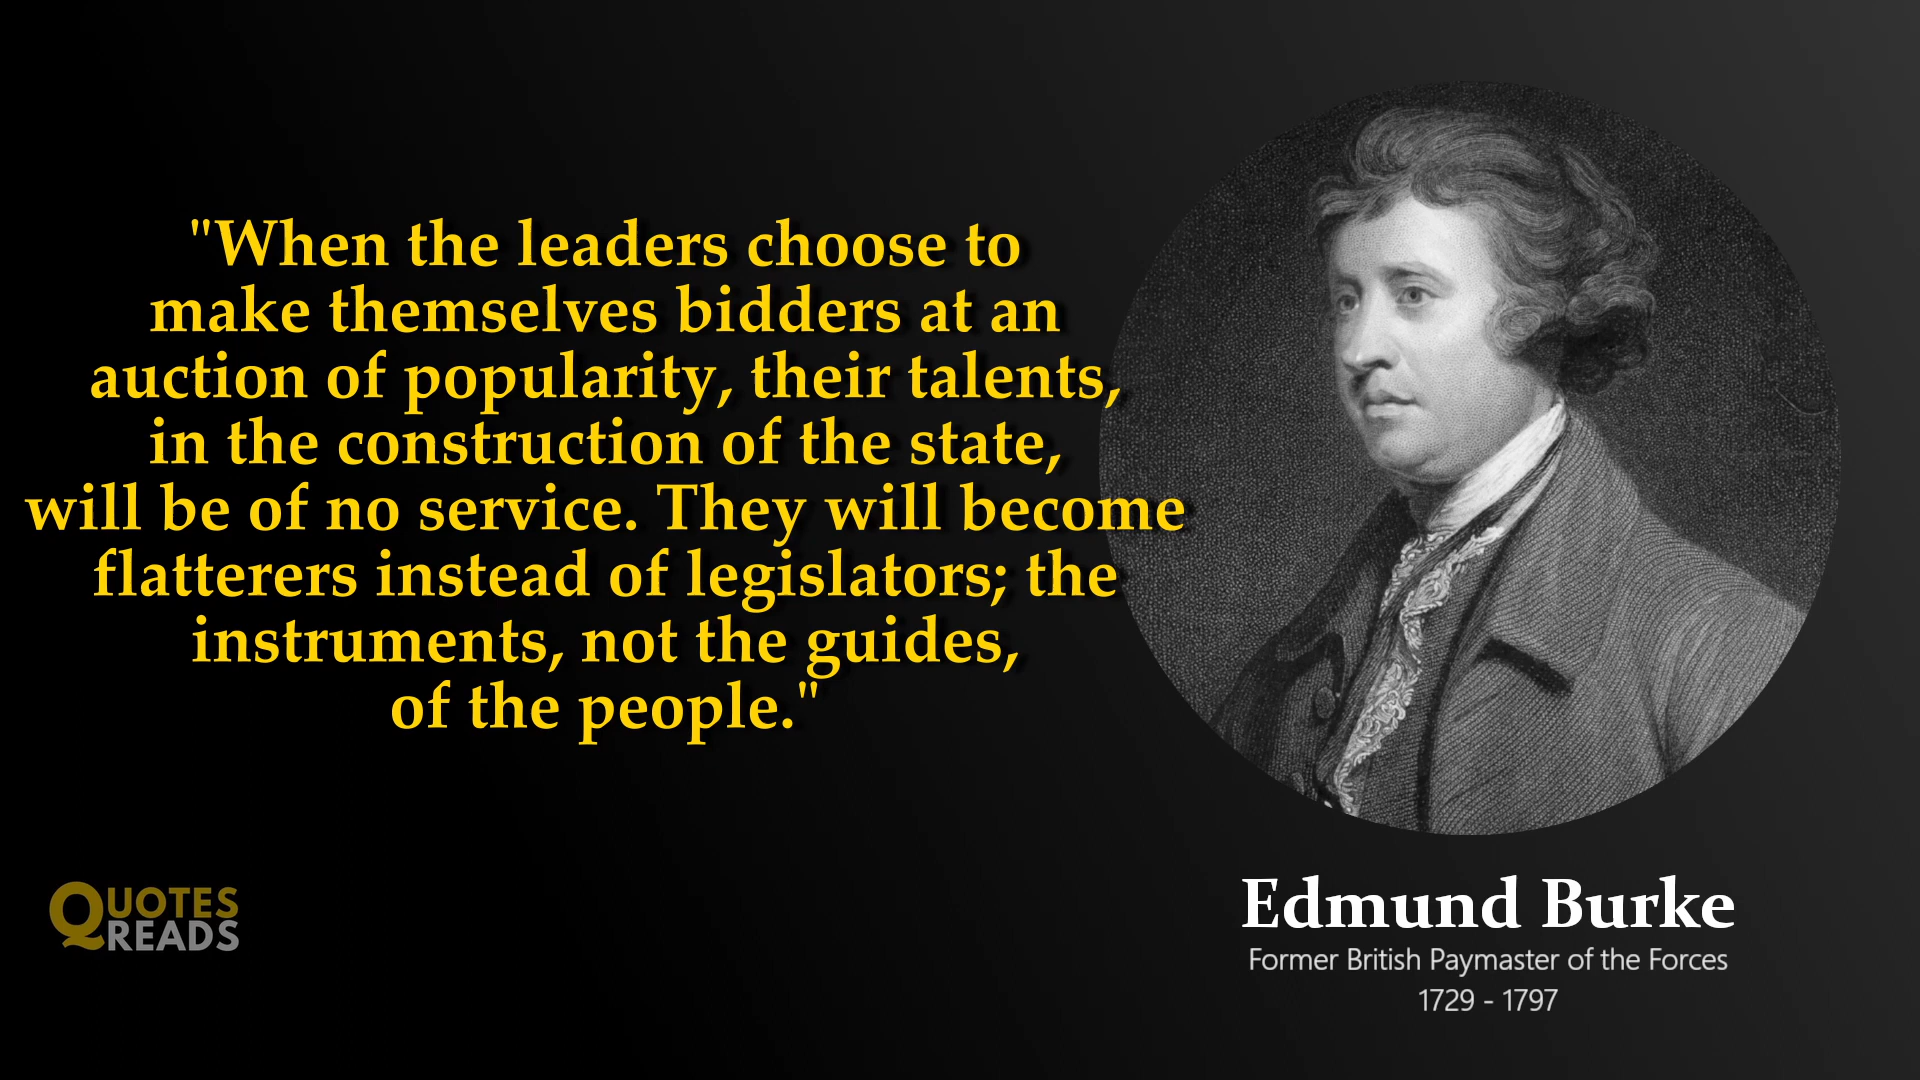 "When the leaders choose to
make themselves bidders at an
auction of popularity, their talents,
in the construction of the state,
will be of no service. They will become
flatterers instead of legislators; the
instruments, not the guides,
of the people."
QUOTES
READS
Edmund Burke
Former British Paymaster of the Forces
1729 - 1797